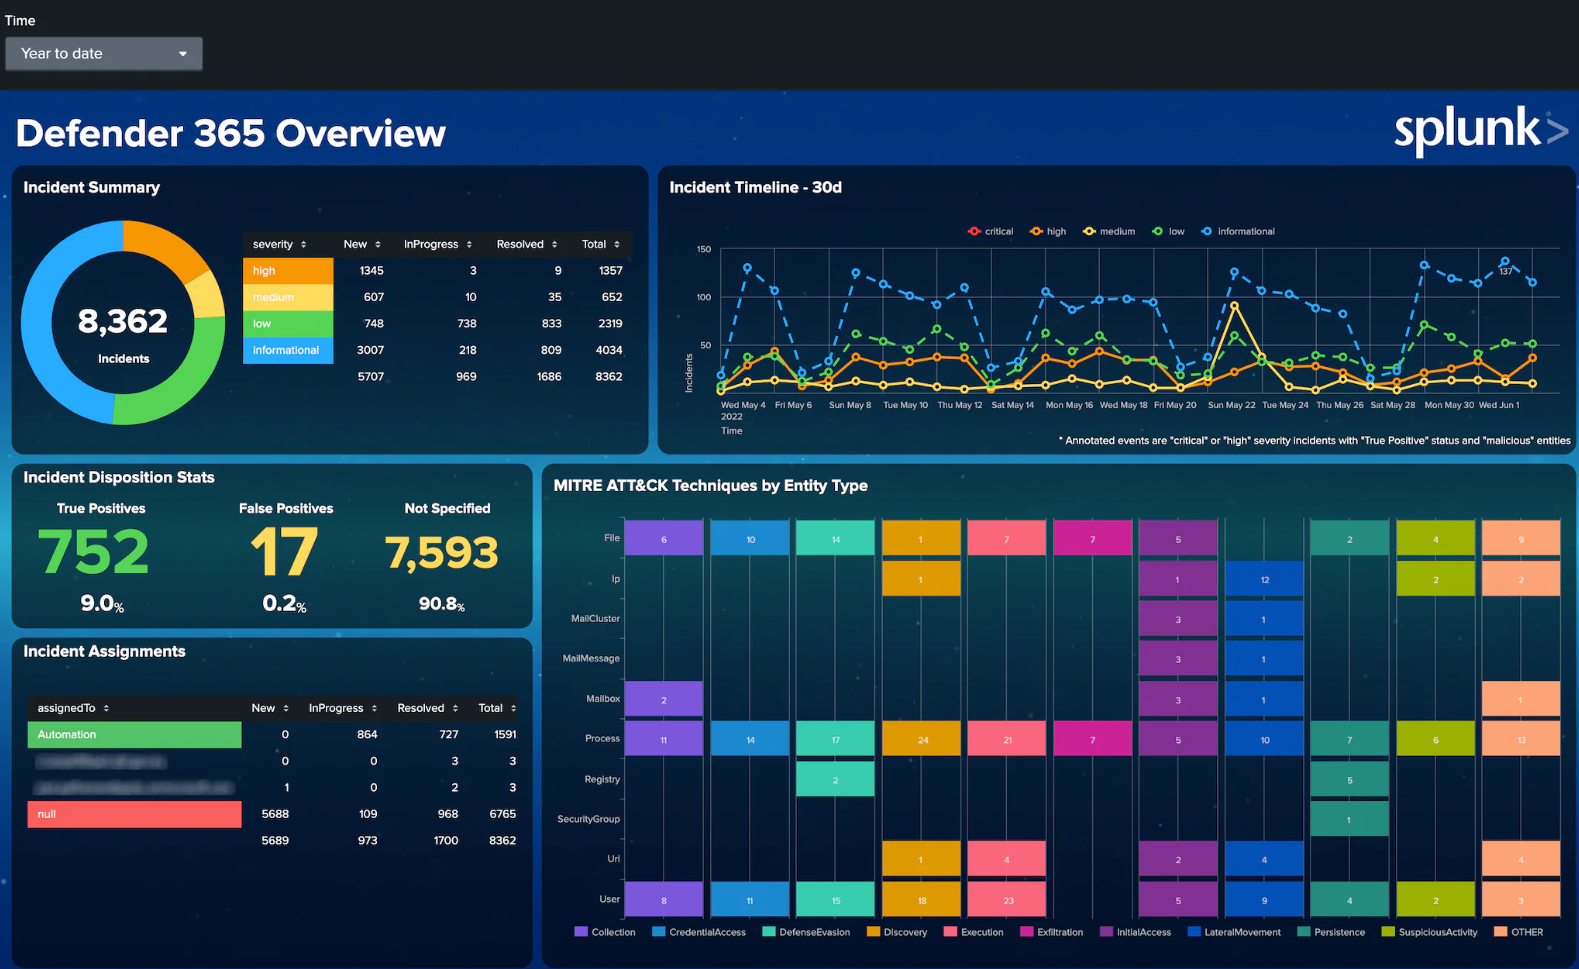 Time
Year to date
Defender 365 Overview
splunk>
Incident Summary
8,362
Incidents
severity New InProgress Resolved Total
high 1345 3 9 1357
medium 607 10 35 652
low 748 738 833 2319
informational 3007 218 809 4034
5707 969 1686 8362
Incident Timeline - 30d
critical high medium low informational
150
100
50
Incidents
137
Wed May 4 Fri May 6 Sun May 8 Tue May 10 Thu May 12 Sat May 14 Mon May 16 Wed May 18 Fri May 20 Sun May 22 Tue May 24 Thu May 26 Sat May 28 Mon May 30 Wed Jun 1
2022
Time
* Annotated events are "critical" or "high" severity incidents with "True Positive" status and "malicious" entities
Incident Disposition Stats
True Positives False Positives Not Specified
752 17 7,593
9.0% 0.2% 90.8%
Incident Assignments
assignedTo New InProgress Resolved Total
Automation 0 864 727 1591
0 0 3 3
1 0 2 3
null 5688 109 968 6765
5689 973 1700 8362
MITRE ATT&CK Techniques by Entity Type
File 6 10 14 1 7 7 5 2 4 9
Ip 1 1 12 2 2
MailCluster 3 1
MailMessage 3 1
Mailbox 2 3 1 1
Process 11 14 17 24 21 7 5 10 7 6 13
Registry 2 5
SecurityGroup 1
Url 1 4 2 4 4
User 8 11 15 18 23 5 9 4 2 3
Collection CredentialAccess DefenseEvasion Discovery Execution Exfiltration InitialAccess LateralMovement Persistence SuspiciousActivity OTHER